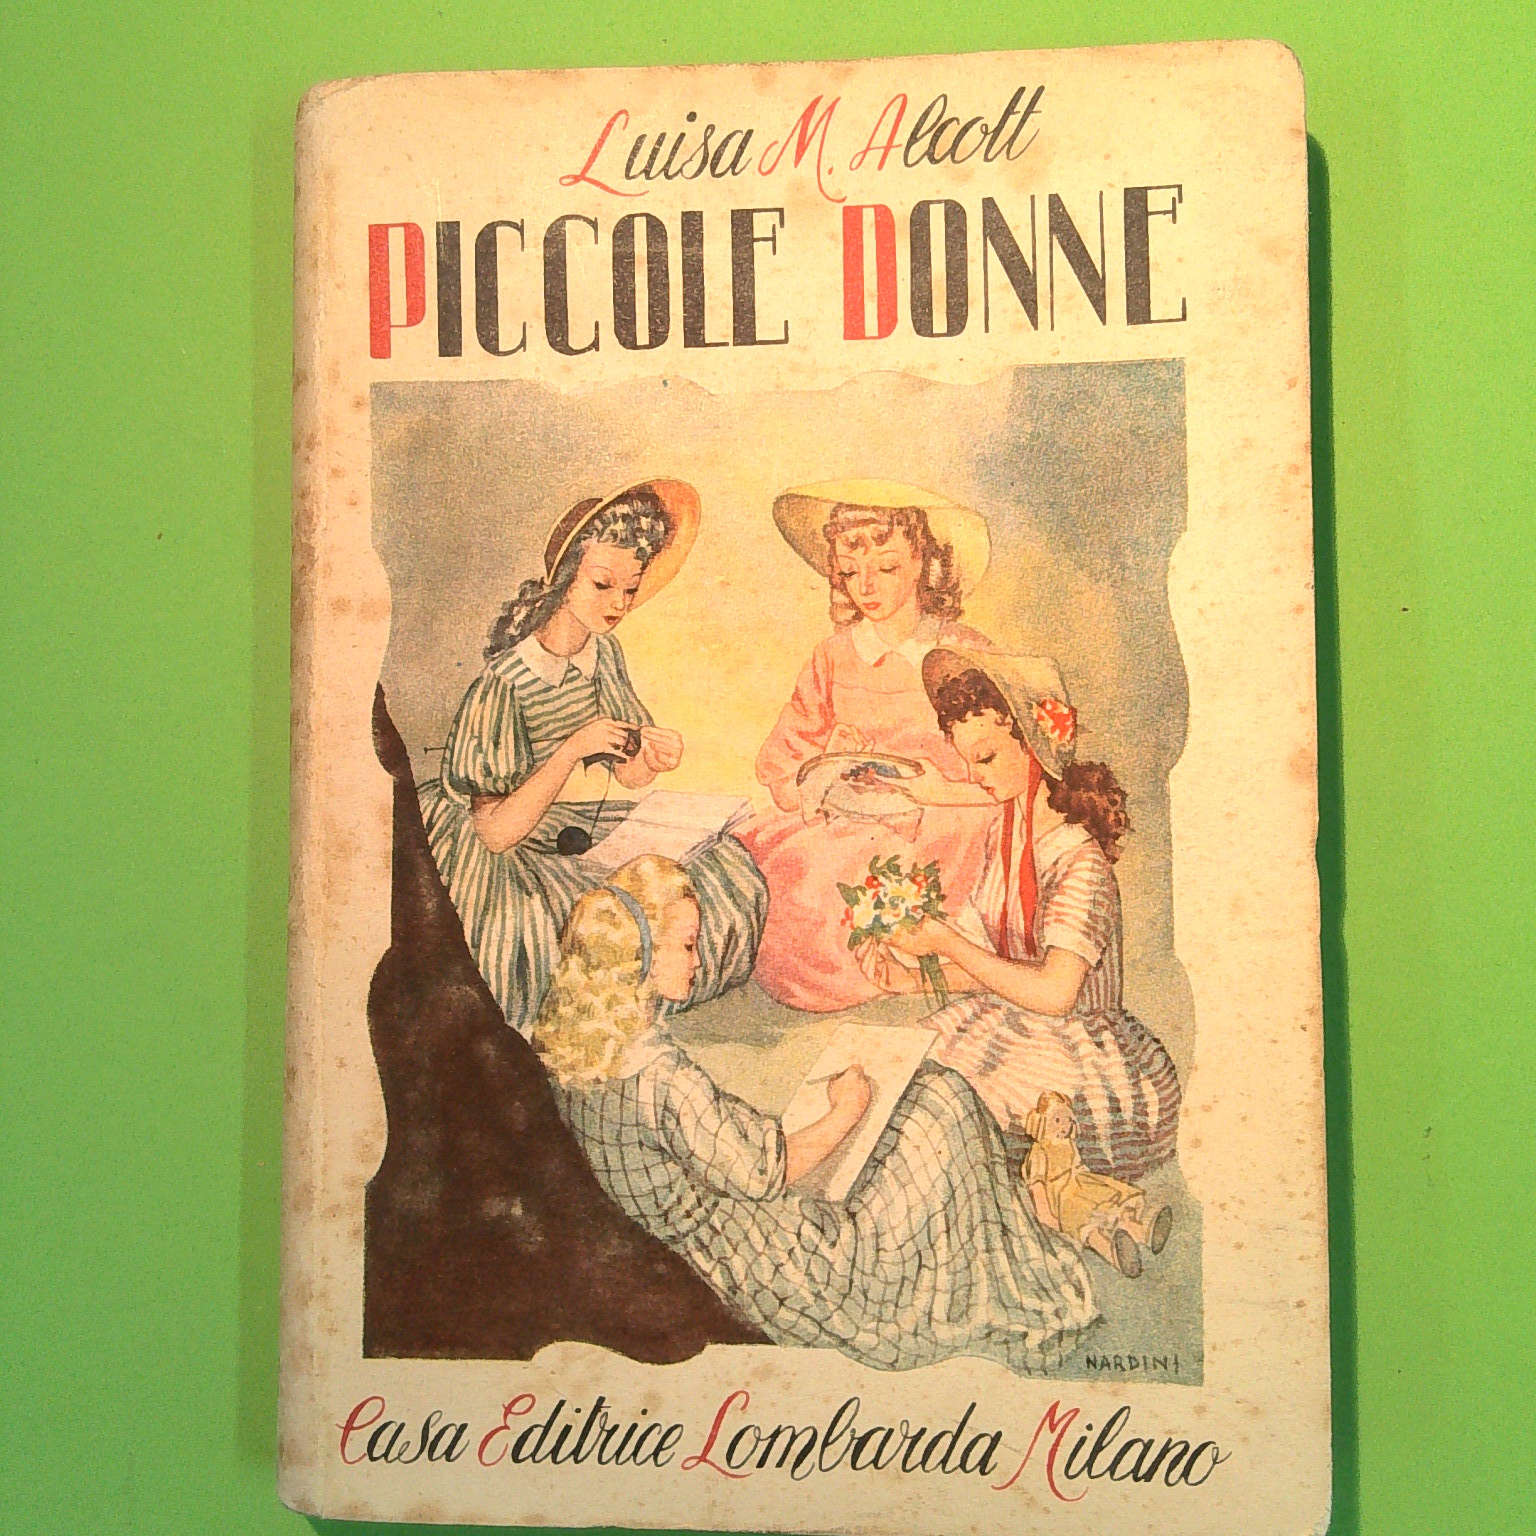 Luisa M. Alcott
PICCOLE DONNE
NARDINI
Casa Editrice Lombarda Milano